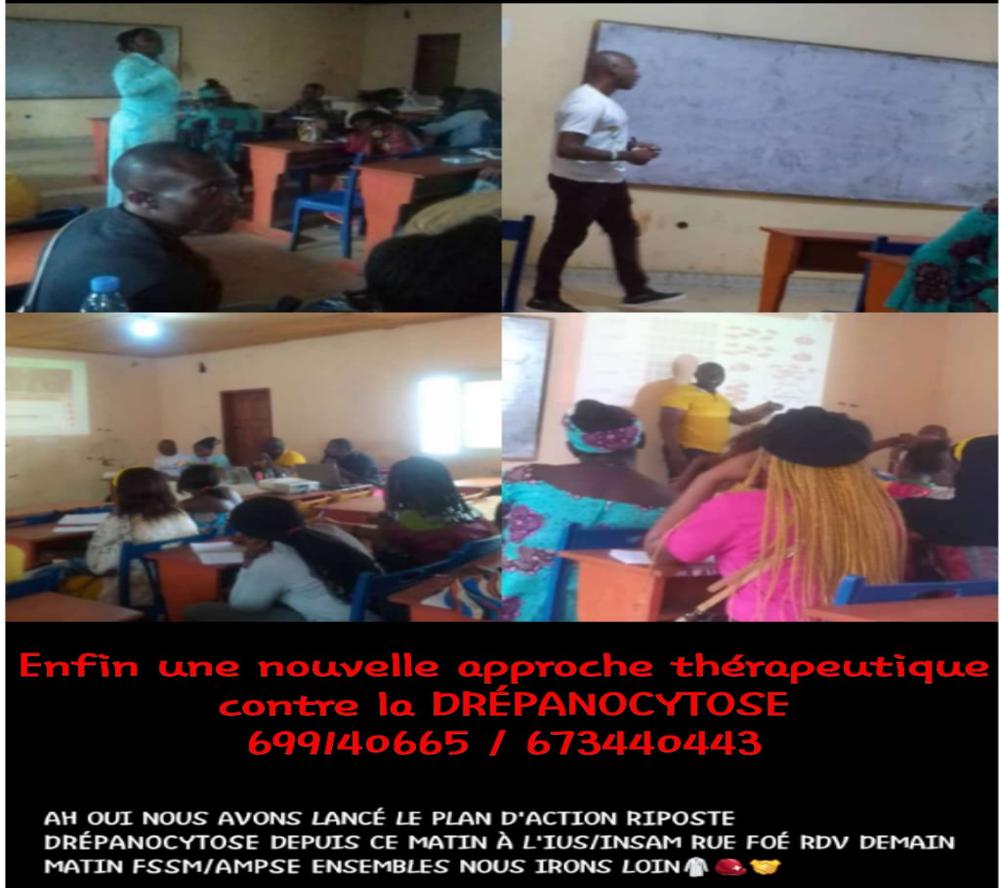 Enfin une nouvelle approche thérapeutique
contre la DRÉPANOCYTOSE
699140665 / 673440443
AH OUI NOUS AVONS LANCÉ LE PLAN D'ACTION RIPOSTE
DRÉPANOCYTOSE DEPUIS CE MATIN À L'IUS/INSAM RUE FOÉ RDV DEMAIN
MATIN FSSM/AMPSE ENSEMBLES NOUS IRONS LOIN🥼⛑️🤝